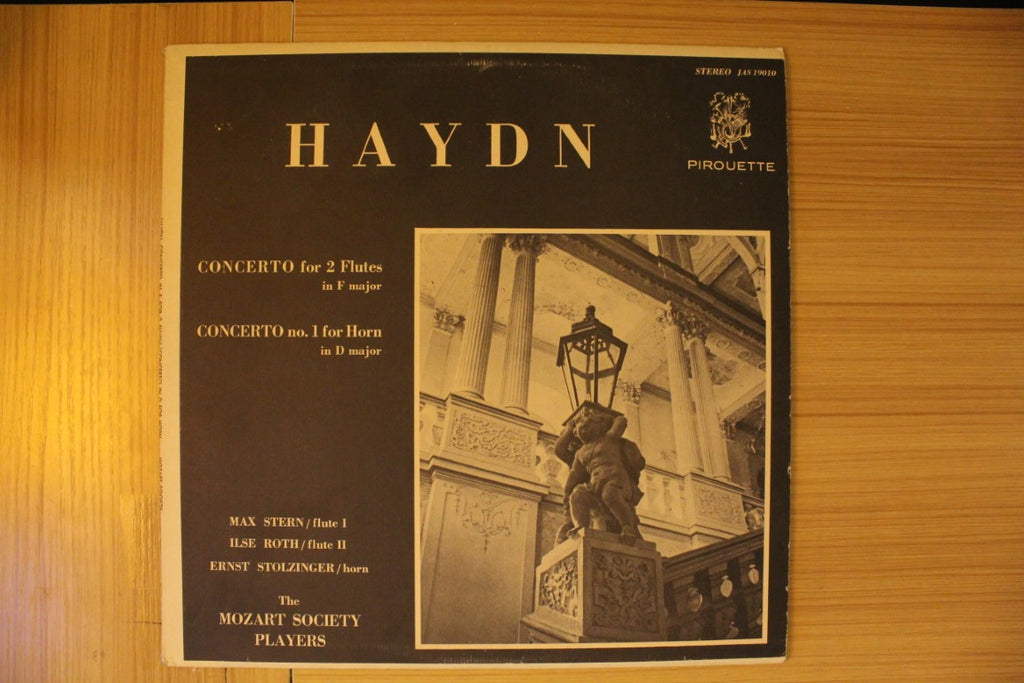 STEREO JAS 19010
HAYDN
PIROUETTE
CONCERTO for 2 Flutes
in F major
CONCERTO no. 1 for Horn
in D major
MAX STERN/flute I
ILSE ROTH/flute II
ERNST STOLZINGER/horn
The
MOZART SOCIETY
PLAYERS